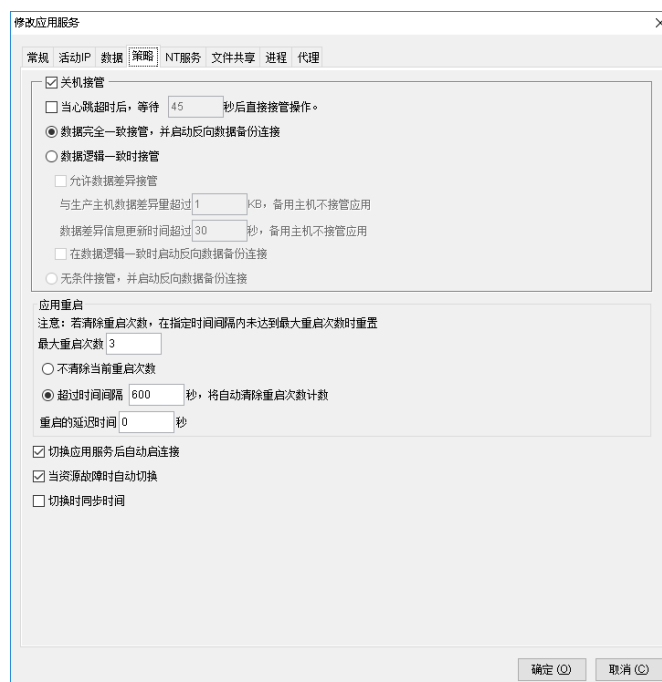 修改应用服务
常规 活动IP 数据 策略 NT服务 文件共享 进程 代理
关机接管
当心跳超时后，等待 45 秒后直接接管操作。
数据完全一致接管，并启动反向数据备份连接
数据逻辑一致时接管
允许数据差异接管
与生产主机数据差异量超过 1 KB，备用主机不接管应用
数据差异信息更新时间超过 30 秒，备用主机不接管应用
在数据逻辑一致时启动反向数据备份连接
无条件接管，并启动反向数据备份连接
应用重启
注意：若清除重启次数，在指定时间间隔内未达到最大重启次数时重置
最大重启次数 3
不清除当前重启次数
超过时间间隔 600 秒，将自动清除重启次数计数
重启的延迟时间 0 秒
切换应用服务后自动启连接
当资源故障时自动切换
切换时同步时间
确定(O) 取消(C)